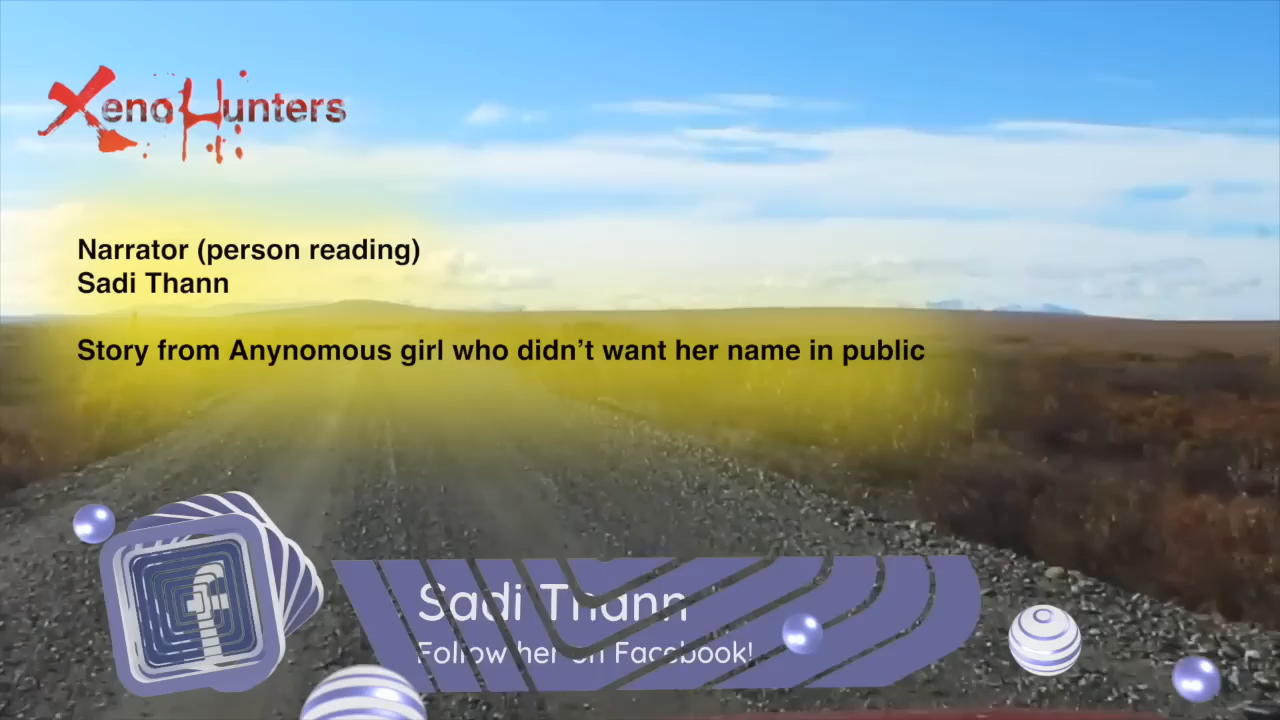 XenoHunters
Narrator (person reading)
Sadi Thann
Story from Anynomous girl who didn't want her name in public
f
Sadi Thann
Follow her on Facebook!